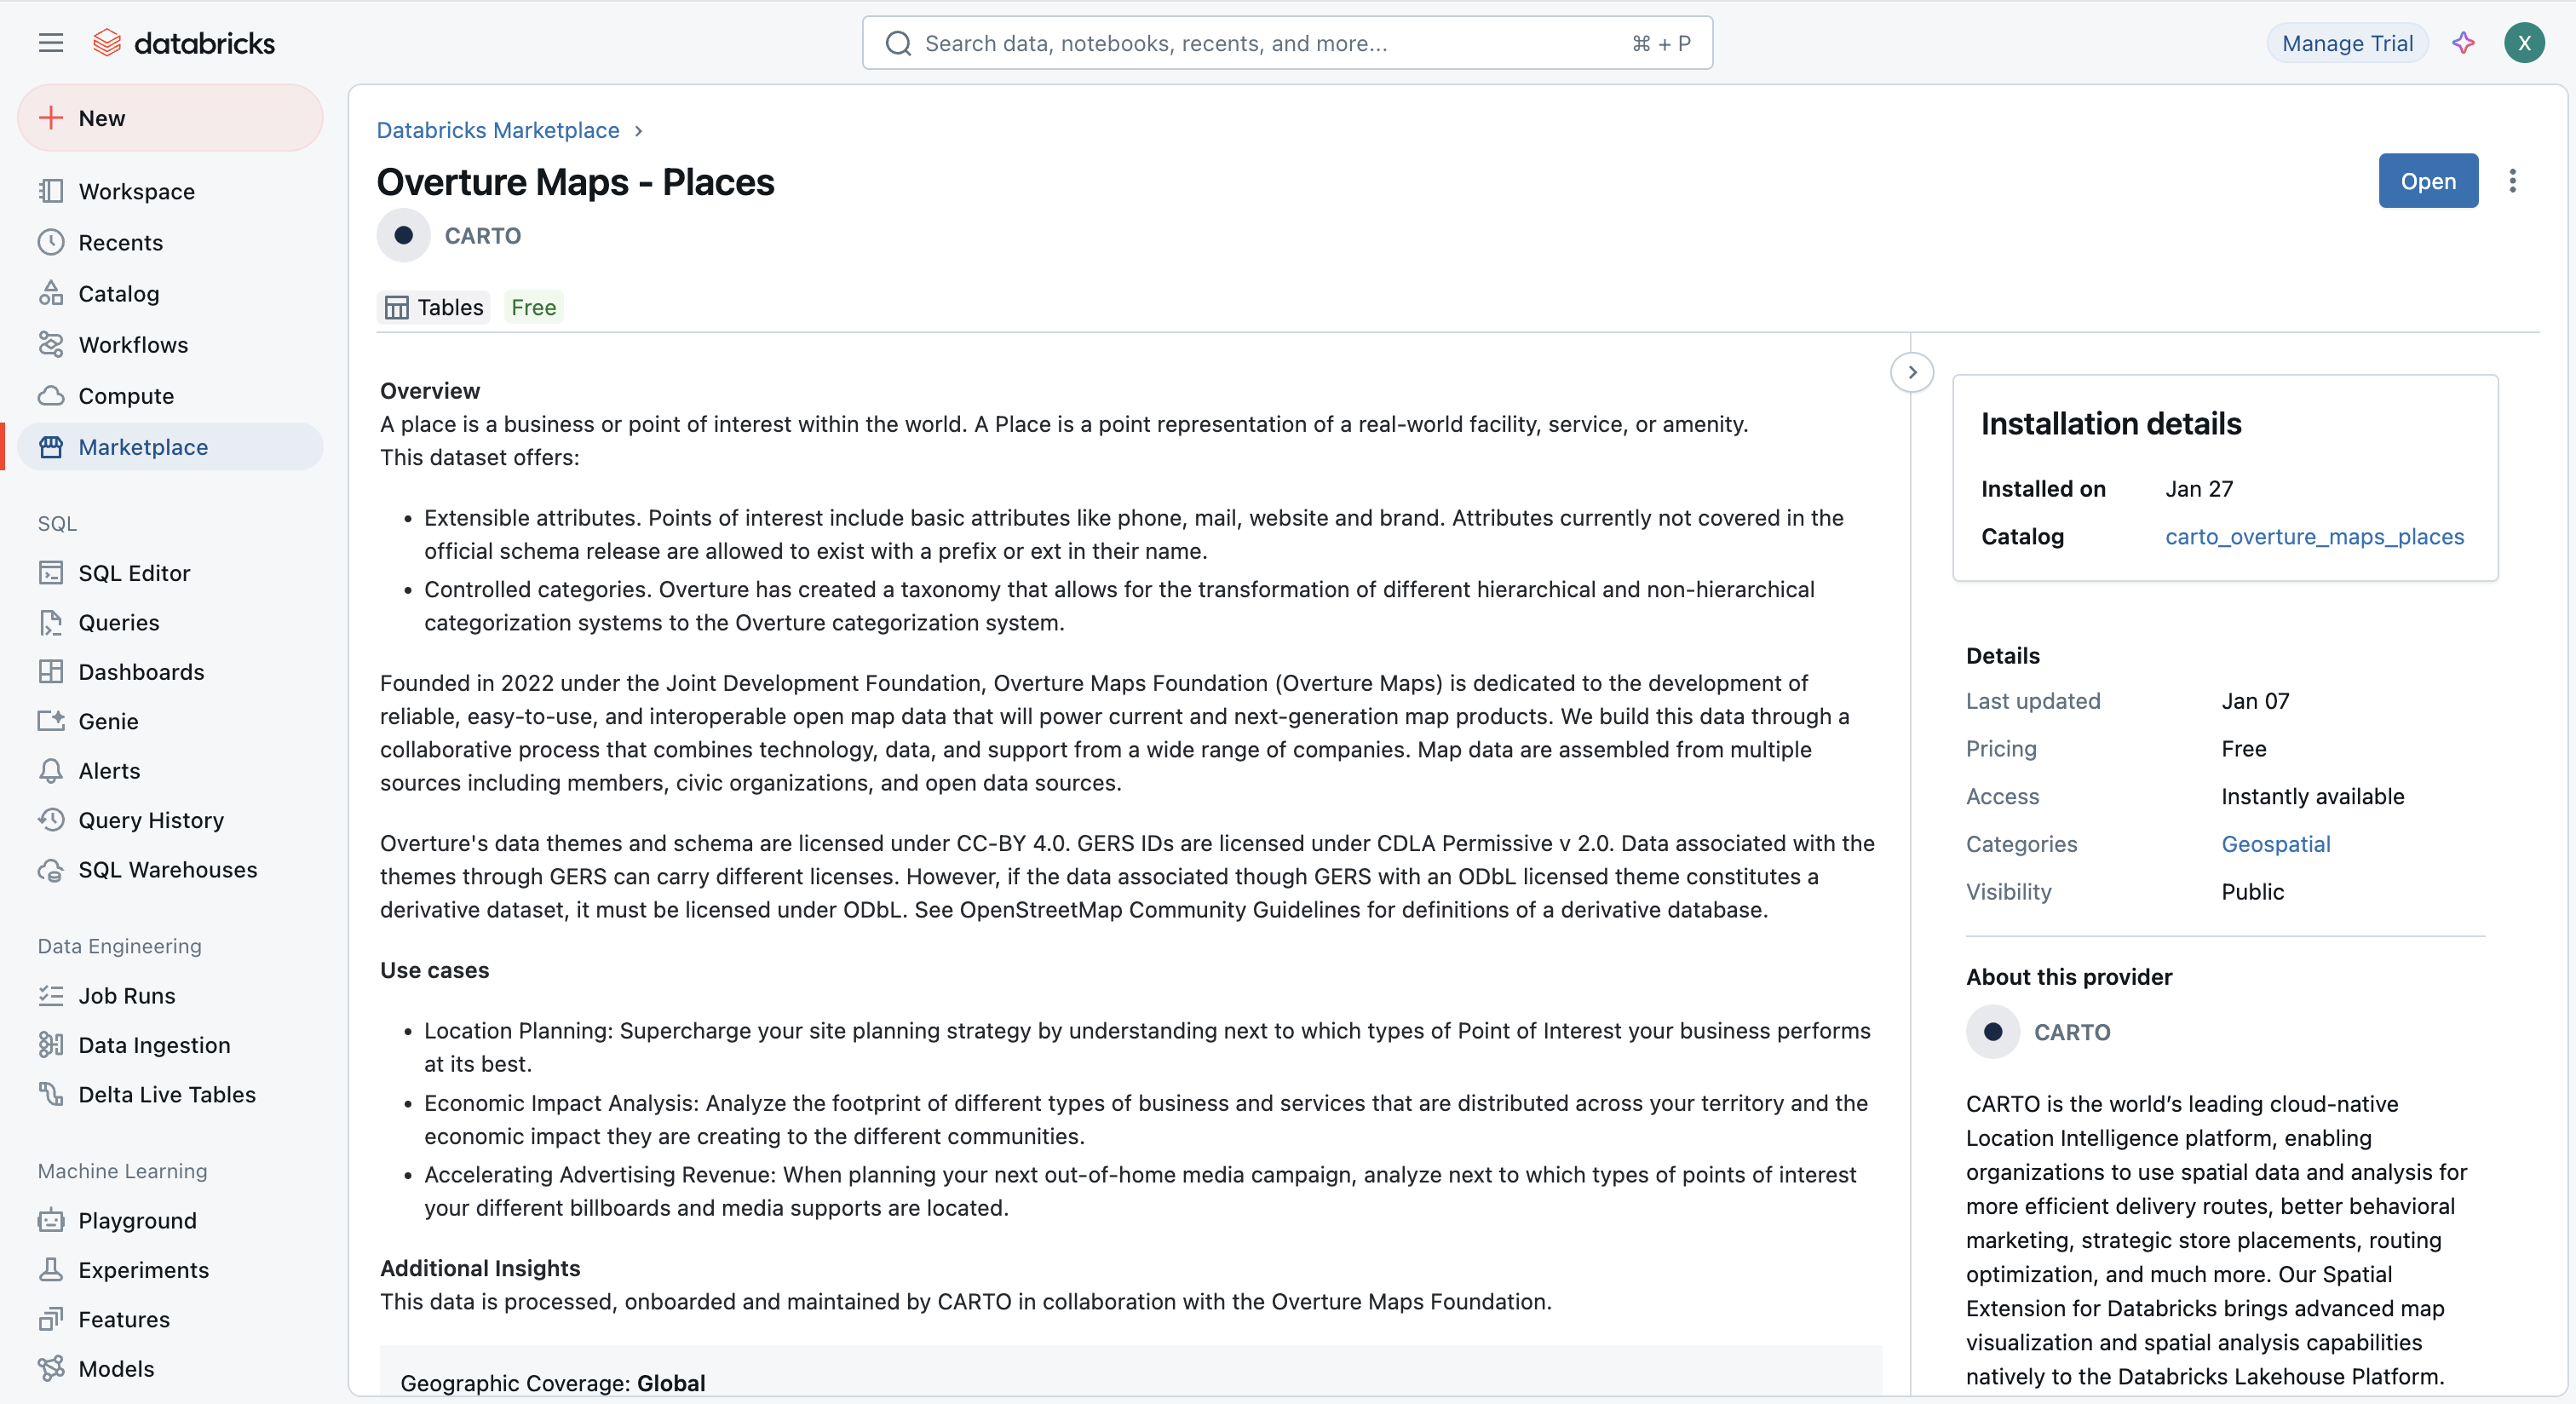 databricks
Search data, notebooks, recents, and more...
⌘ + P
Manage Trial
X
New
Workspace
Recents
Catalog
Workflows
Compute
Marketplace
SQL
SQL Editor
Queries
Dashboards
Genie
Alerts
Query History
SQL Warehouses
Data Engineering
Job Runs
Data Ingestion
Delta Live Tables
Machine Learning
Playground
Experiments
Features
Models
Databricks Marketplace ›
Overture Maps - Places
Open
CARTO
Tables Free
Overview
A place is a business or point of interest within the world. A Place is a point representation of a real-world facility, service, or amenity.
This dataset offers:
• Extensible attributes. Points of interest include basic attributes like phone, mail, website and brand. Attributes currently not covered in the
official schema release are allowed to exist with a prefix or ext in their name.
• Controlled categories. Overture has created a taxonomy that allows for the transformation of different hierarchical and non-hierarchical
categorization systems to the Overture categorization system.
Founded in 2022 under the Joint Development Foundation, Overture Maps Foundation (Overture Maps) is dedicated to the development of
reliable, easy-to-use, and interoperable open map data that will power current and next-generation map products. We build this data through a
collaborative process that combines technology, data, and support from a wide range of companies. Map data are assembled from multiple
sources including members, civic organizations, and open data sources.
Overture's data themes and schema are licensed under CC-BY 4.0. GERS IDs are licensed under CDLA Permissive v 2.0. Data associated with the
themes through GERS can carry different licenses. However, if the data associated though GERS with an ODbL licensed theme constitutes a
derivative dataset, it must be licensed under ODbL. See OpenStreetMap Community Guidelines for definitions of a derivative database.
Use cases
• Location Planning: Supercharge your site planning strategy by understanding next to which types of Point of Interest your business performs
at its best.
• Economic Impact Analysis: Analyze the footprint of different types of business and services that are distributed across your territory and the
economic impact they are creating to the different communities.
• Accelerating Advertising Revenue: When planning your next out-of-home media campaign, analyze next to which types of points of interest
your different billboards and media supports are located.
Additional Insights
This data is processed, onboarded and maintained by CARTO in collaboration with the Overture Maps Foundation.
Geographic Coverage: Global
Installation details
Installed on Jan 27
Catalog carto_overture_maps_places
Details
Last updated Jan 07
Pricing Free
Access Instantly available
Categories Geospatial
Visibility Public
About this provider
CARTO
CARTO is the world’s leading cloud-native
Location Intelligence platform, enabling
organizations to use spatial data and analysis for
more efficient delivery routes, better behavioral
marketing, strategic store placements, routing
optimization, and much more. Our Spatial
Extension for Databricks brings advanced map
visualization and spatial analysis capabilities
natively to the Databricks Lakehouse Platform.